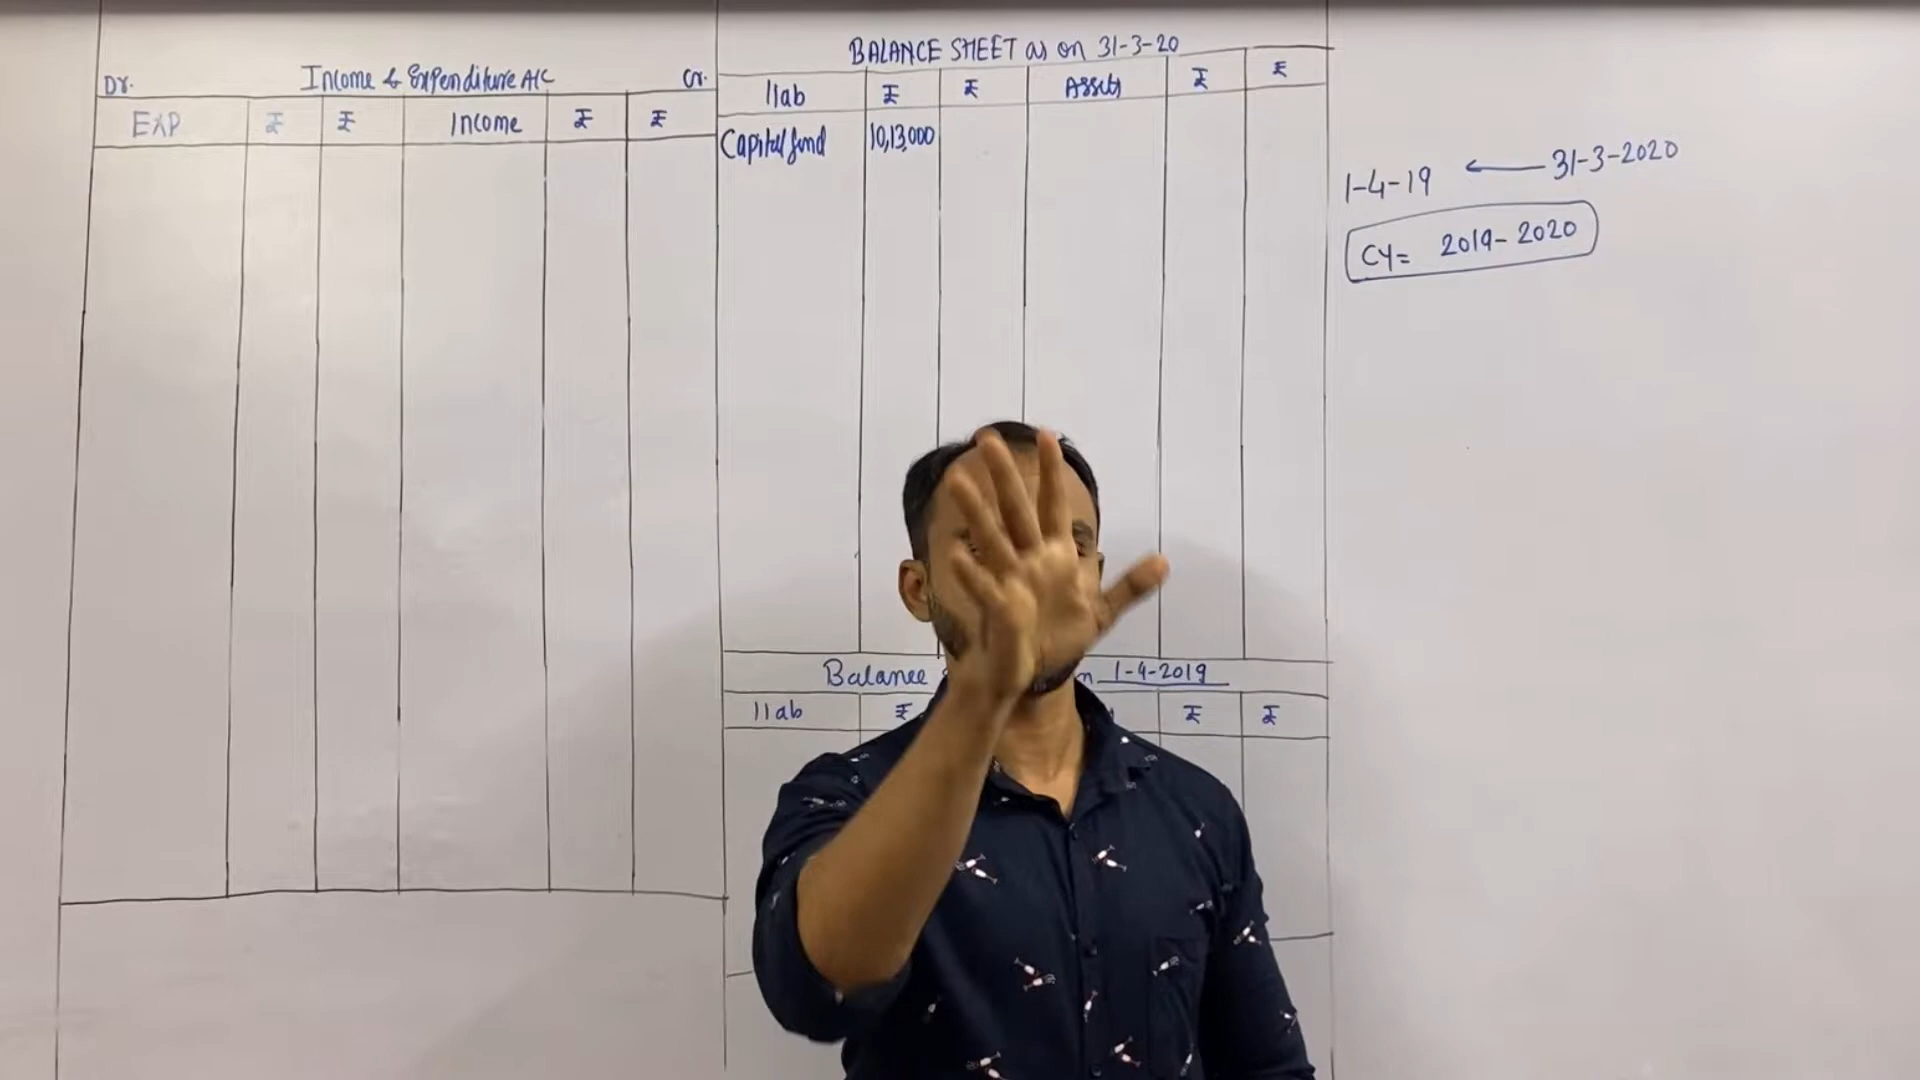 Dr. Income & Expenditure A/C Cr.
EXP ₹ ₹ Income ₹ ₹
BALANCE SHEET as on 31-3-20
liab ₹ ₹ Assets ₹ ₹
Capital fund 10,13,000
1-4-19 ← 31-3-2020
CY= 2019-2020
Balance 1-4-2019
liab ₹ ₹ ₹